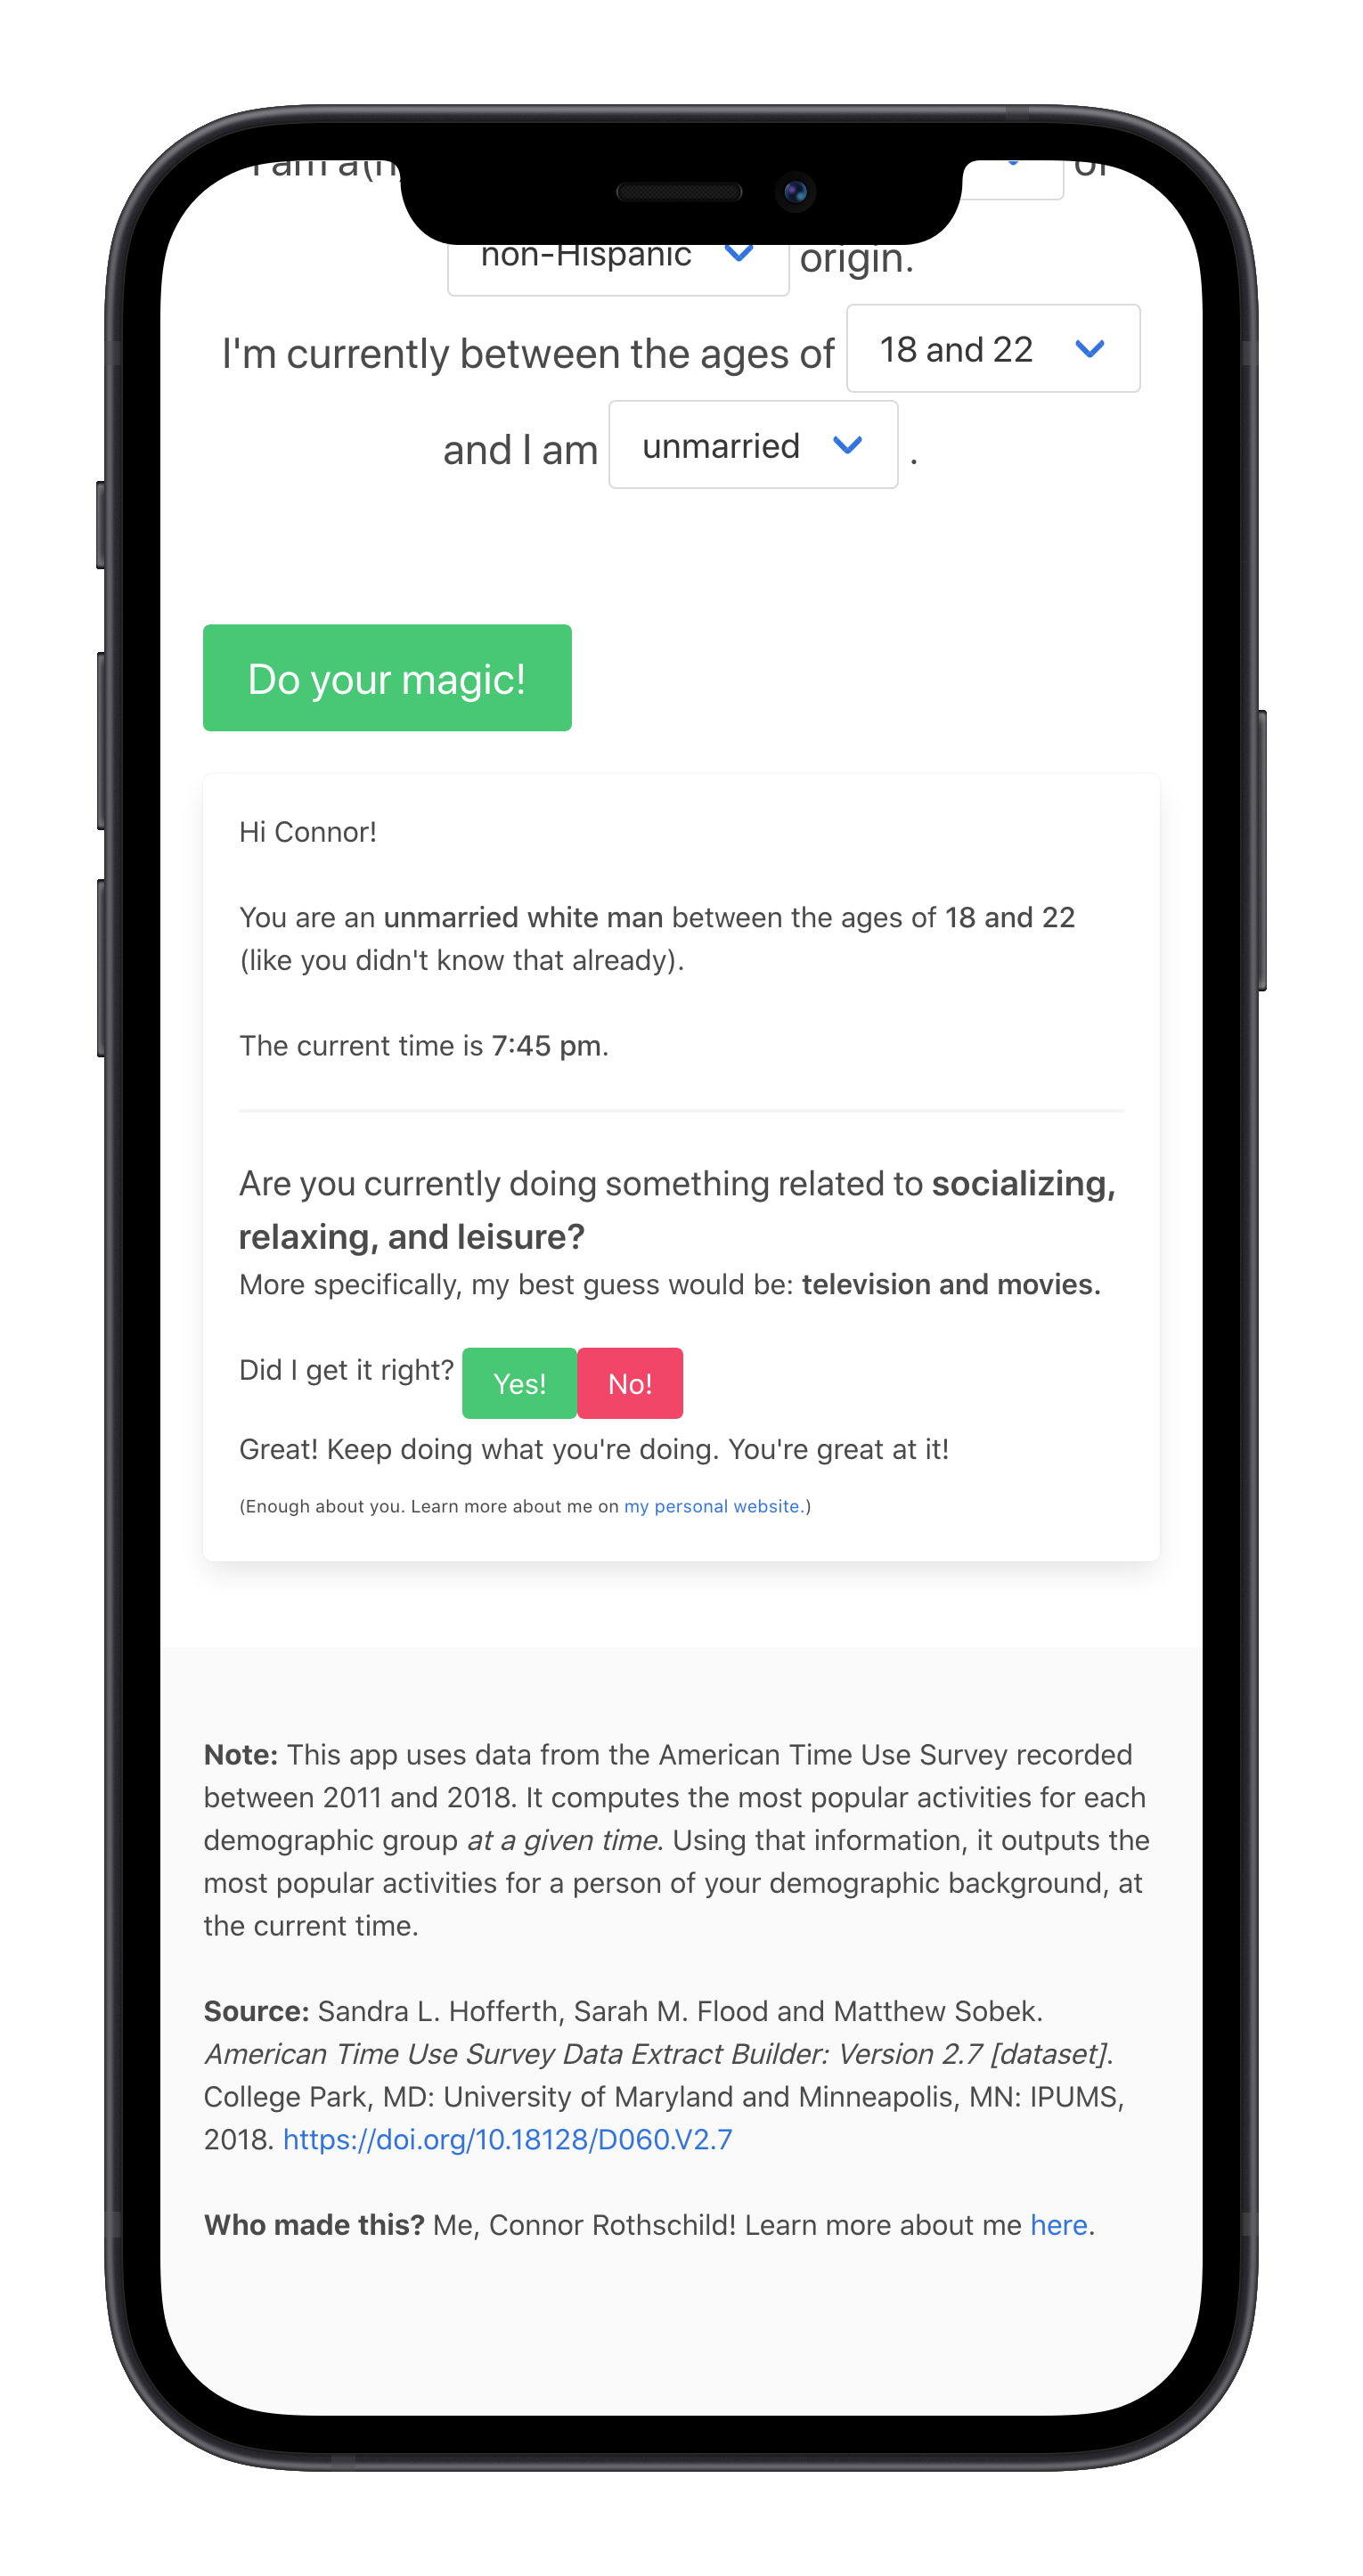 I am a(n
or
non-Hispanic origin.
I'm currently between the ages of 18 and 22
and I am unmarried .
Do your magic!
Hi Connor!
You are an unmarried white man between the ages of 18 and 22
(like you didn't know that already).
The current time is 7:45 pm.
Are you currently doing something related to socializing,
relaxing, and leisure?
More specifically, my best guess would be: television and movies.
Did I get it right? Yes! No!
Great! Keep doing what you're doing. You're great at it!
(Enough about you. Learn more about me on my personal website.)
Note: This app uses data from the American Time Use Survey recorded
between 2011 and 2018. It computes the most popular activities for each
demographic group at a given time. Using that information, it outputs the
most popular activities for a person of your demographic background, at
the current time.
Source: Sandra L. Hofferth, Sarah M. Flood and Matthew Sobek.
American Time Use Survey Data Extract Builder: Version 2.7 [dataset].
College Park, MD: University of Maryland and Minneapolis, MN: IPUMS,
2018. https://doi.org/10.18128/D060.V2.7
Who made this? Me, Connor Rothschild! Learn more about me here.